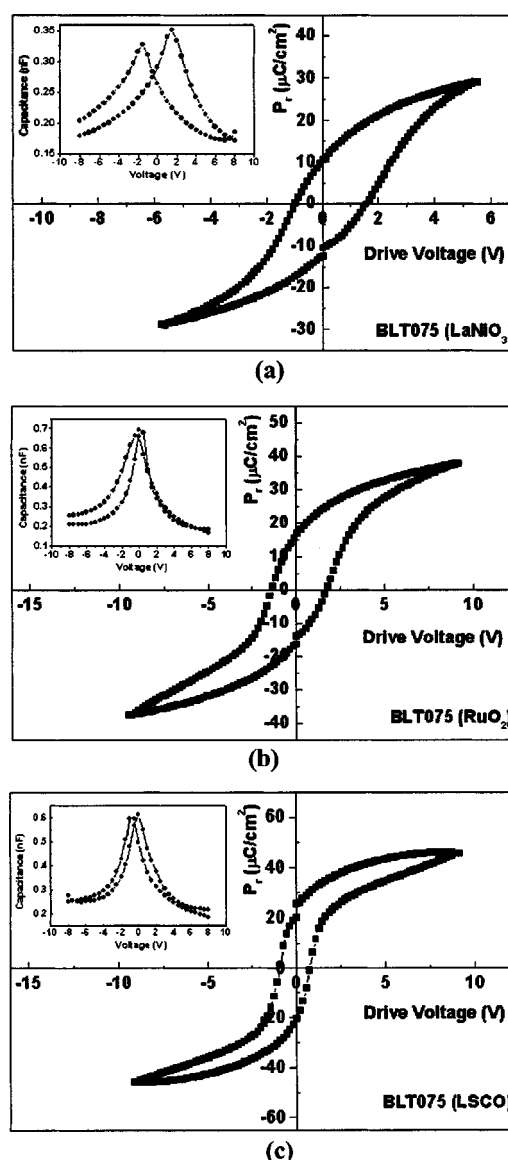 0.35
0.30
0.25
0.20
0.15
Capacitance (nF)
-10 -8 -6 -4 -2 0 2 4 6 8 10
Voltage (V)
P_r (μC/cm²)
40
30
20
10
0
-10
-20
-30
-10 -8 -6 -4 -2 0 2 4 6
Drive Voltage (V)
BLT075 (LaNiO3
(a)
0.7
0.6
0.5
0.4
0.3
0.2
0.1
Capacitance (nF)
-10 -8 -6 -4 -2 0 2 4 6 8 10
Voltage (V)
P_r (μC/cm²)
50
40
30
20
10
0
-10
-20
-30
-40
-15 -10 -5 0 5 10
Drive Voltage (V)
BLT075 (RuO2)
(b)
0.6
0.5
0.4
0.3
0.2
Capacitance (nF)
-10 -8 -6 -4 -2 0 2 4 6 8 10
Voltage (V)
P_r (μC/cm²)
60
40
20
0
-20
-40
-60
-15 -10 -5 0 5 10
Drive Voltage (V)
BLT075 (LSCO)
(c)